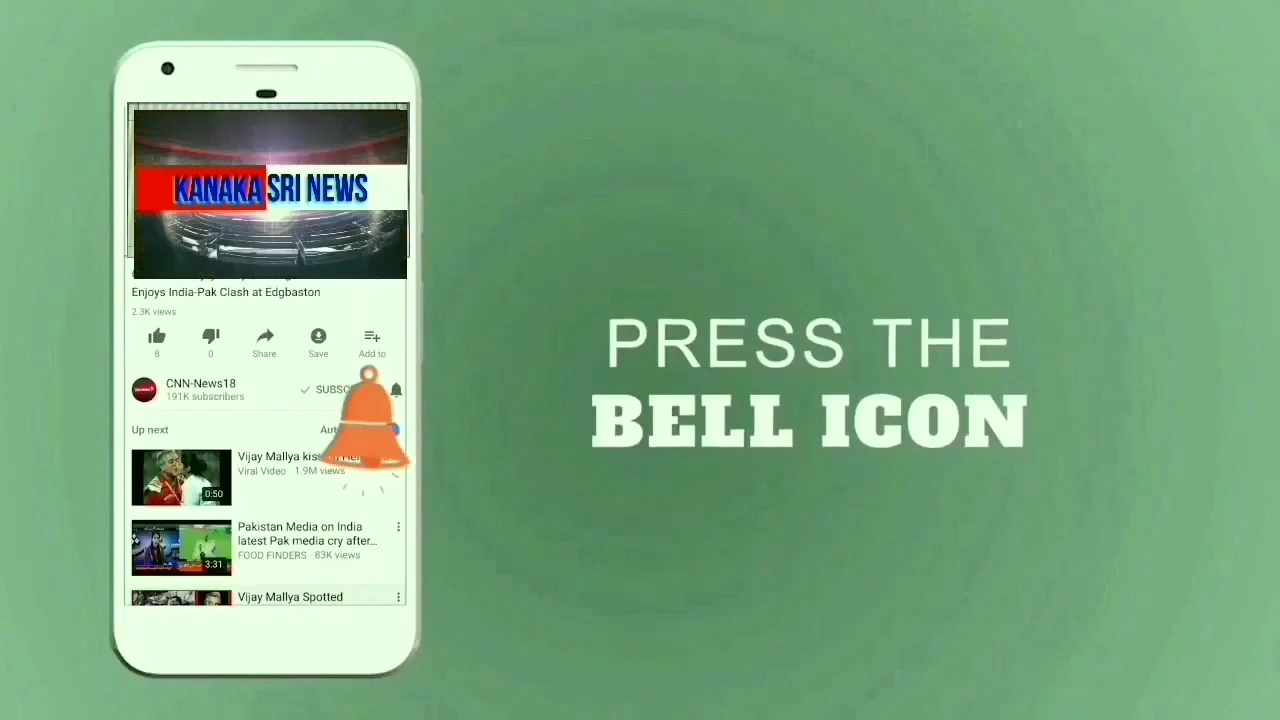 KANAKA SRI NEWS
Enjoys India-Pak Clash at Edgbaston
2.3K views
8
0
Share
Save
Add to
CNN-News18
191K subscribers
Up next
Vijay Mallya
Viral Video 1.9M views
0:50
Pakistan Media on India
latest Pak media cry after...
FOOD FINDERS 83K views
3:31
Vijay Mallya Spotted
PRESS THE
BELL ICON